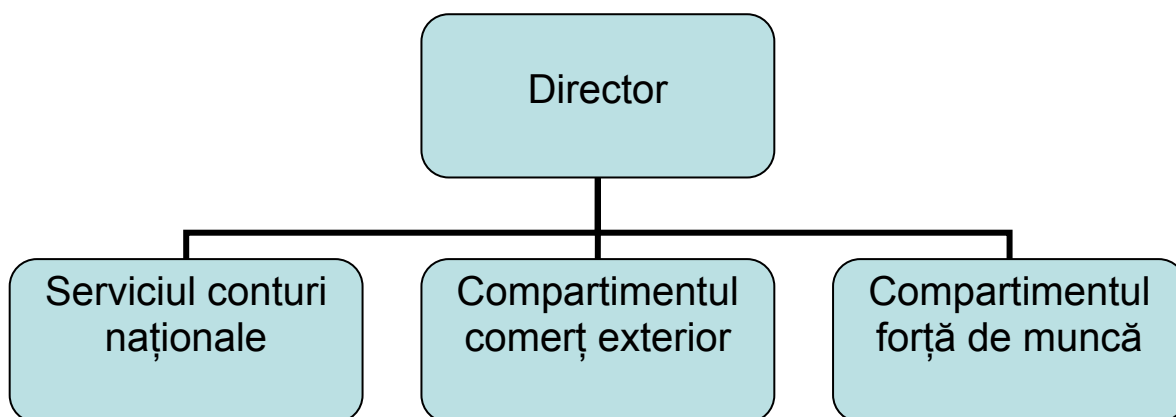 Director
Serviciul conturi
naționale
Compartimentul
comerț exterior
Compartimentul
forță de muncă